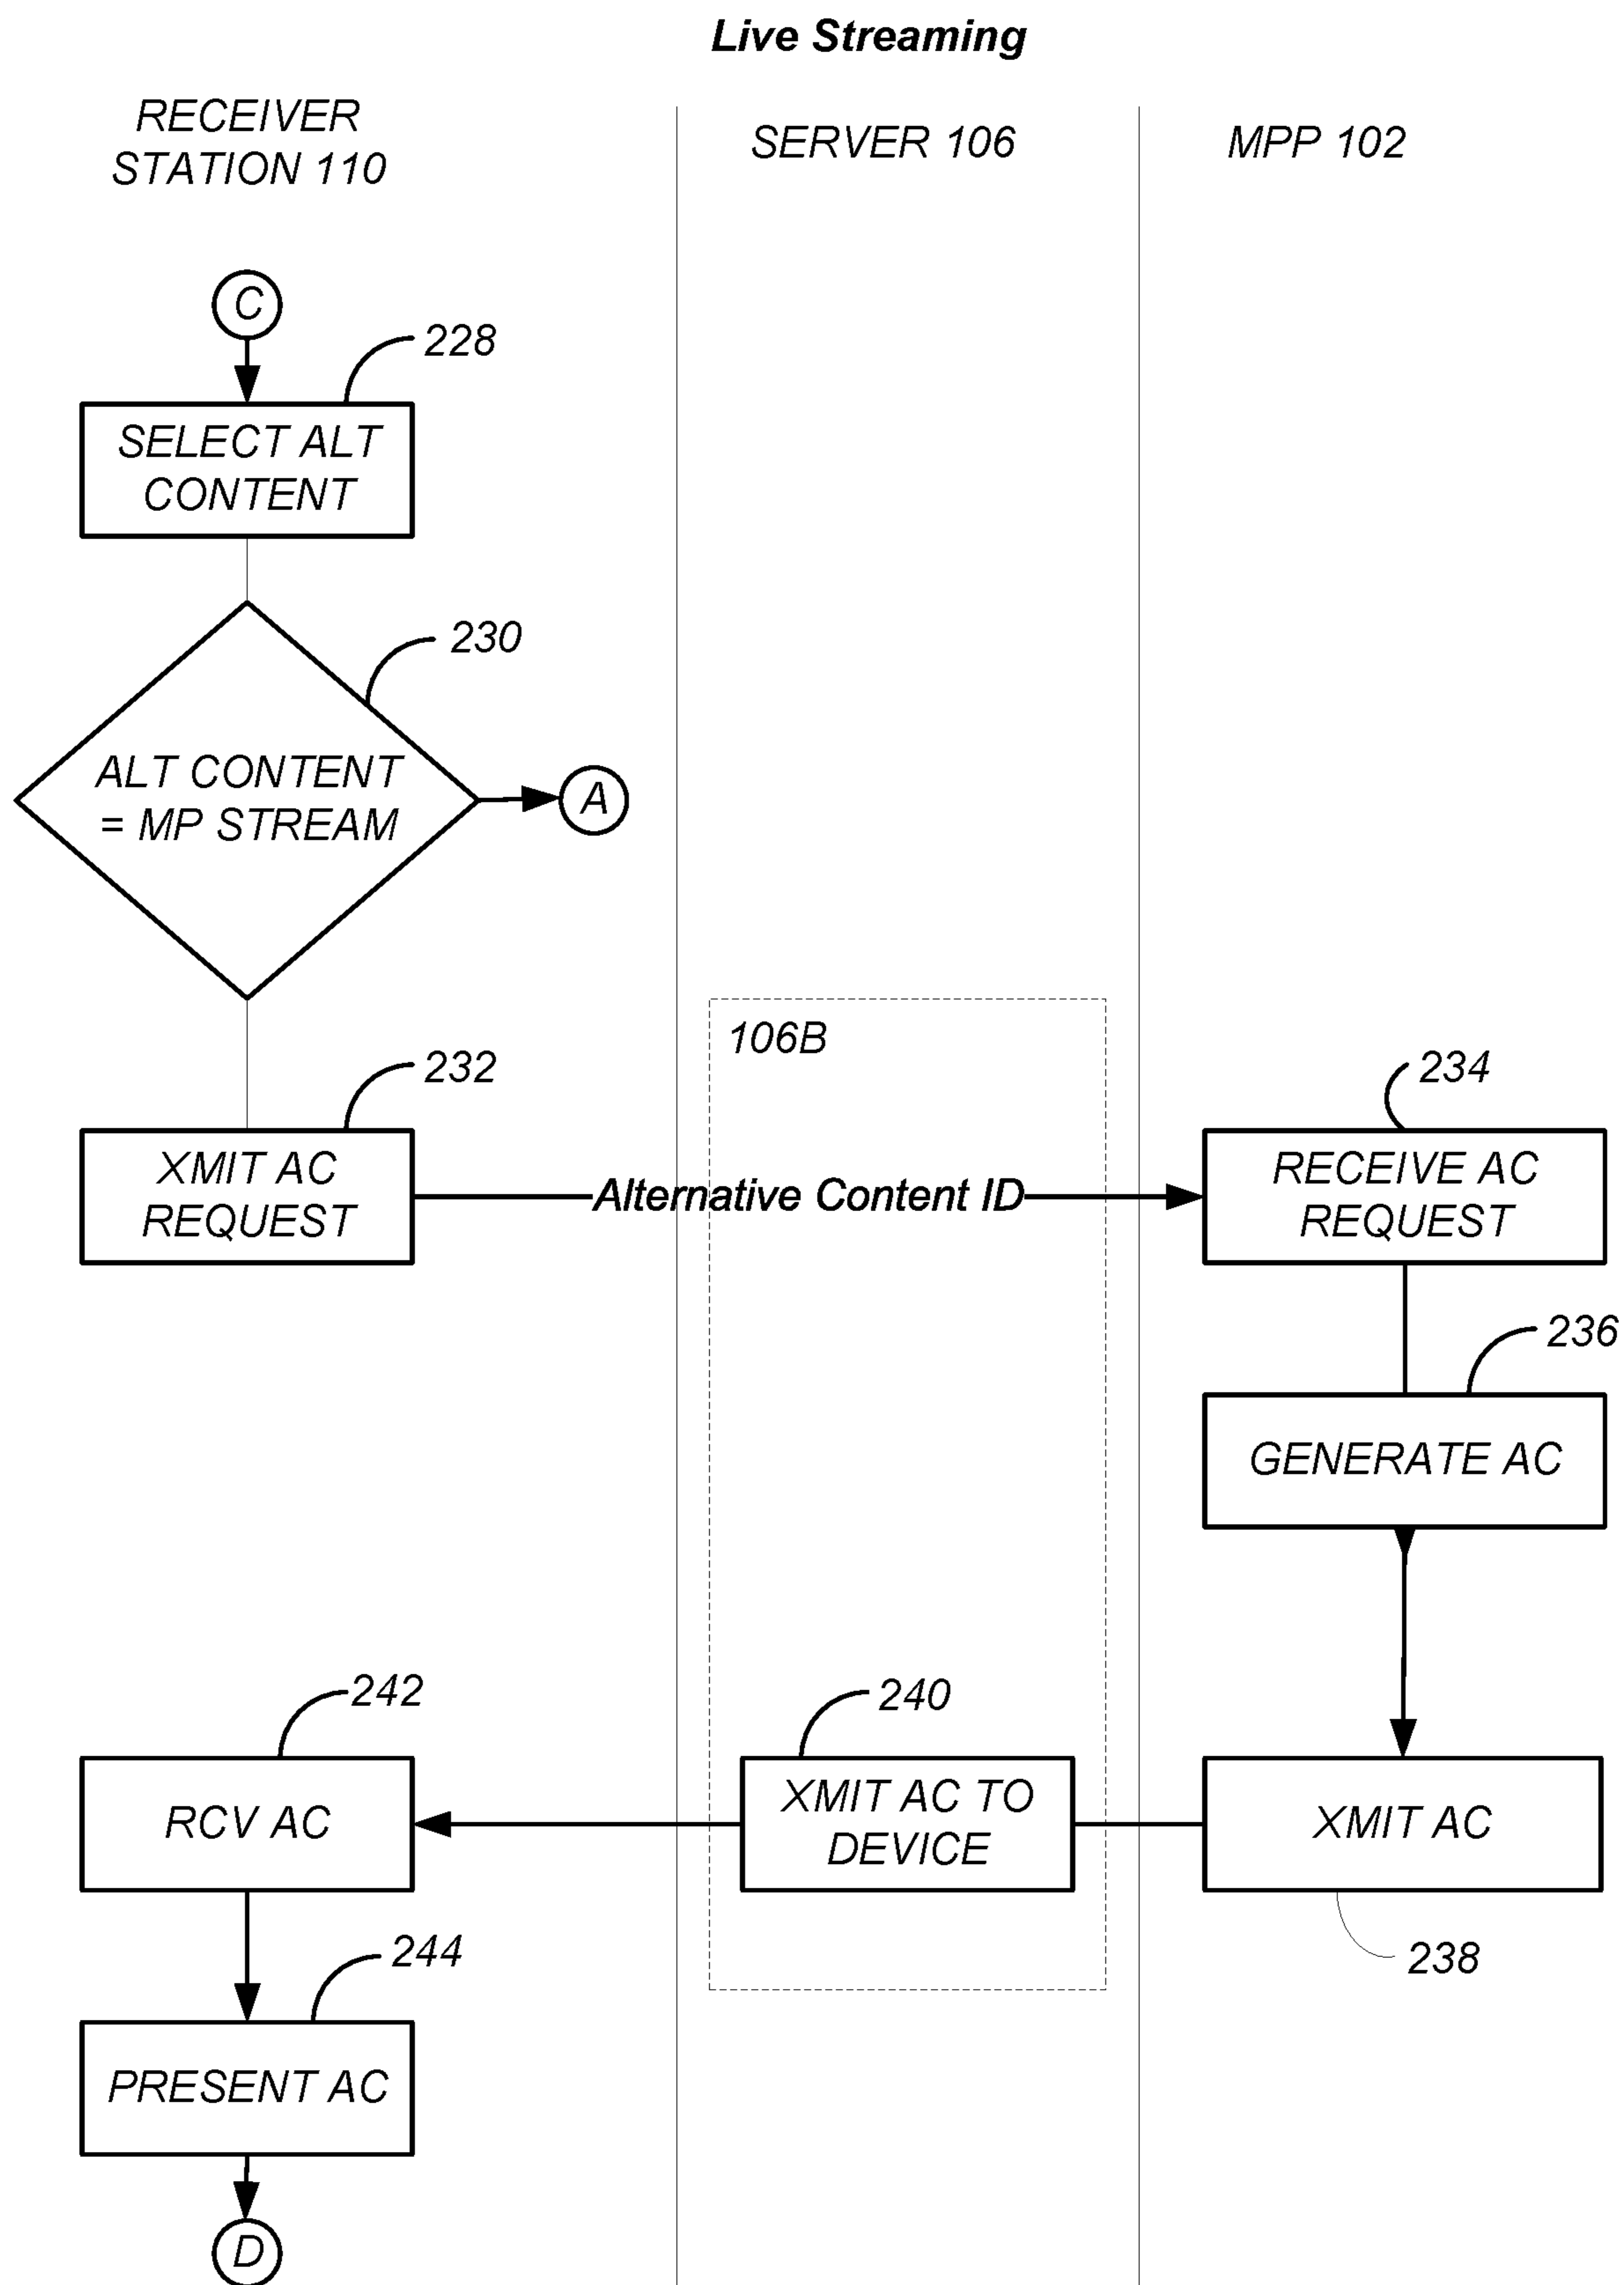 Live Streaming
RECEIVER
STATION 110
SERVER 106
MPP 102
C
228
SELECT ALT
CONTENT
230
ALT CONTENT
= MP STREAM
A
106B
232
234
XMIT AC
REQUEST
Alternative Content ID
RECEIVE AC
REQUEST
236
GENERATE AC
242
240
RCV AC
XMIT AC TO
DEVICE
XMIT AC
244
238
PRESENT AC
D